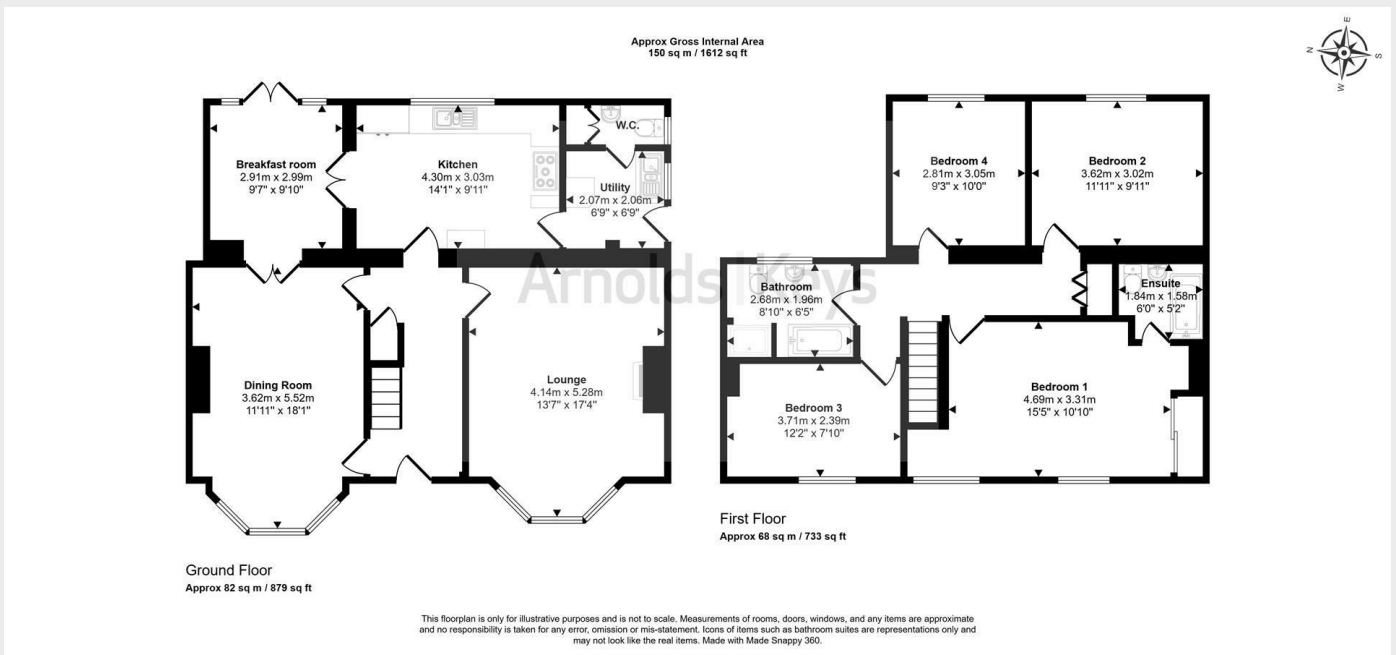 Approx Gross Internal Area
150 sq m / 1612 sq ft
E
N
S
W
Breakfast room
2.91m x 2.99m
9'7" x 9'10"
Kitchen
4.30m x 3.03m
14'1" x 9'11"
W.C.
Utility
2.07m x 2.06m
6'9" x 6'9"
Dining Room
3.62m x 5.52m
11'11" x 18'1"
Lounge
4.14m x 5.28m
13'7" x 17'4"
Ground Floor
Approx 82 sq m / 879 sq ft
Arnolds|Keys
Bedroom 4
2.81m x 3.05m
9'3" x 10'0"
Bedroom 2
3.62m x 3.02m
11'11" x 9'11"
Bathroom
2.68m x 1.96m
8'10" x 6'5"
Ensuite
1.84m x 1.58m
6'0" x 5'2"
Bedroom 3
3.71m x 2.39m
12'2" x 7'10"
Bedroom 1
4.69m x 3.31m
15'5" x 10'10"
First Floor
Approx 68 sq m / 733 sq ft
This floorplan is only for illustrative purposes and is not to scale. Measurements of rooms, doors, windows, and any items are approximate
and no responsibility is taken for any error, omission or mis-statement. Icons of items such as bathroom suites are representations only and
may not look like the real items. Made with Made Snappy 360.